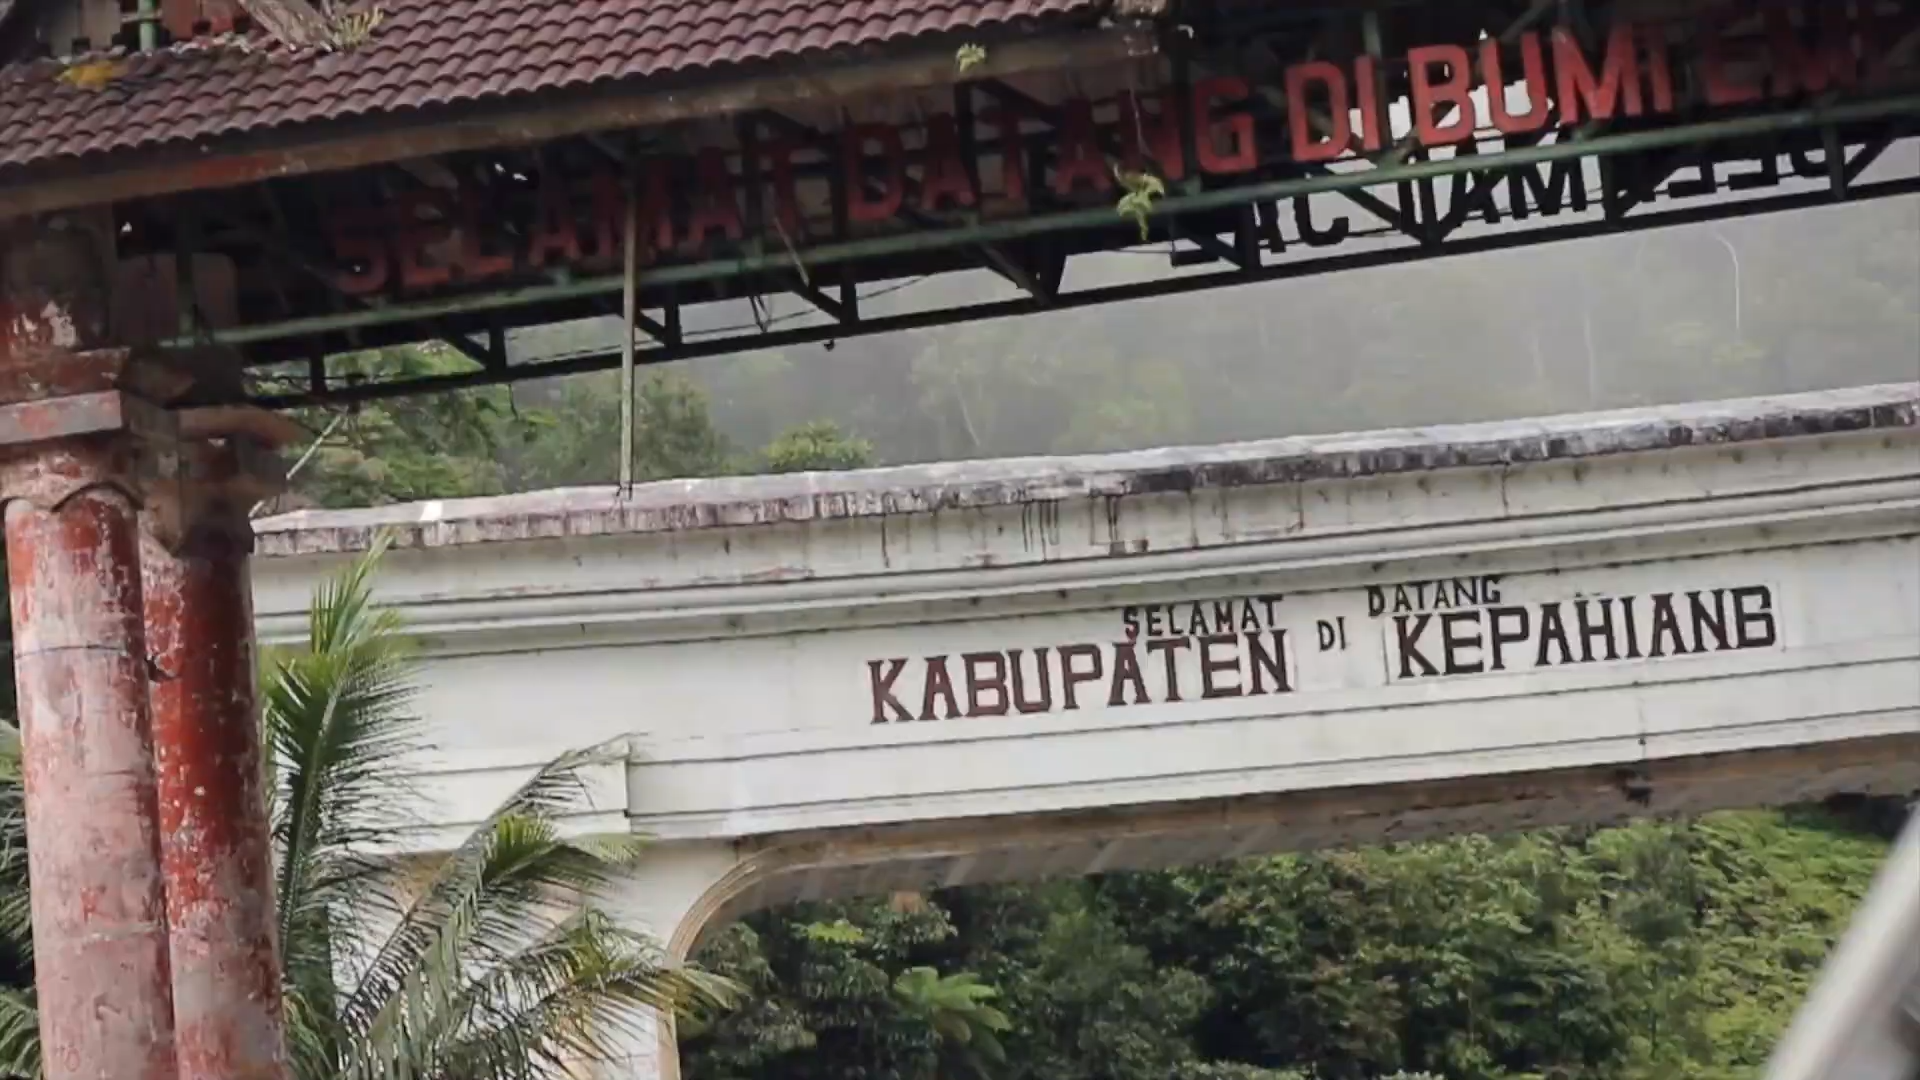 SELAMAT DATANG DI BUMI
SELAMAT DATANG
DI
KABUPATEN KEPAHIANG